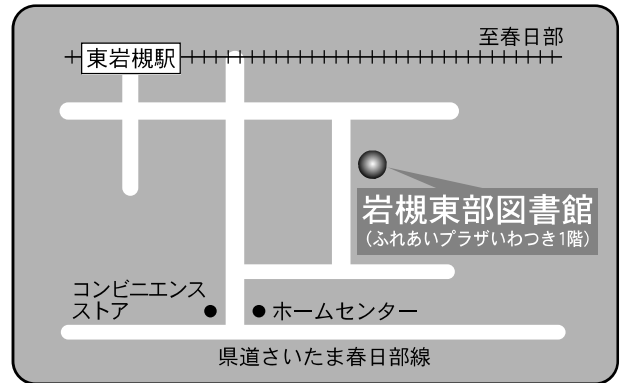 至春日部
東岩槻駅
岩槻東部図書館
(ふれあいプラザいわつき1階)
コンビニエンス
ストア
ホームセンター
県道さいたま春日部線